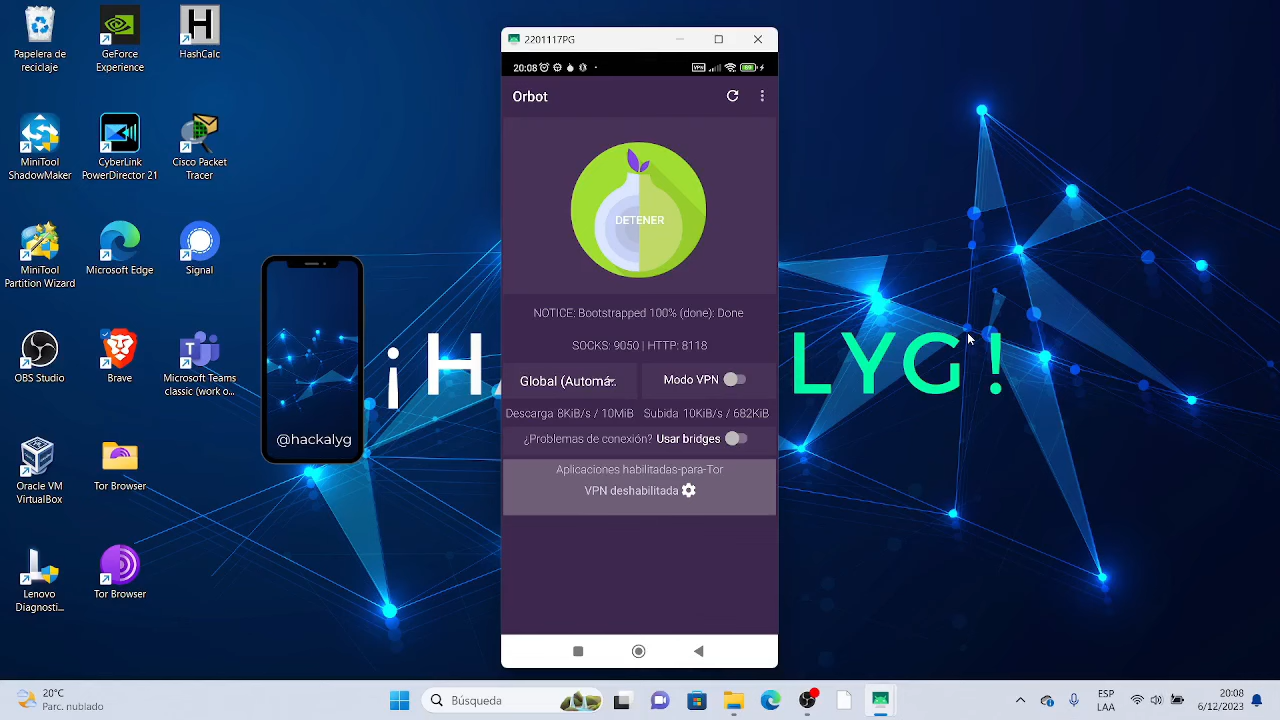 Papelera de
reciclaje
GeForce
Experience
H
HashCalc
MiniTool
ShadowMaker
CyberLink
PowerDirector 21
Cisco Packet
Tracer
MiniTool
Partition Wizard
Microsoft Edge
Signal
OBS Studio
Brave
Microsoft Teams
classic (work o...
Oracle VM
VirtualBox
Tor Browser
Lenovo
Diagnosti...
Tor Browser
@hackalyg
¡H
LYG!
2201117PG
20:08
VPN
89
Orbot
DETENER
NOTICE: Bootstrapped 100% (done): Done
SOCKS: 9050 | HTTP: 8118
Global (Automá.
Modo VPN
Descarga 8KiB/s / 10MiB
Subida 10KiB/s / 682KiB
¿Problemas de conexión? Usar bridges
Aplicaciones habilitadas-para-Tor
VPN deshabilitada
20°C
Parc. nublado
Búsqueda
ESP
LAA
20:08
6/12/2023